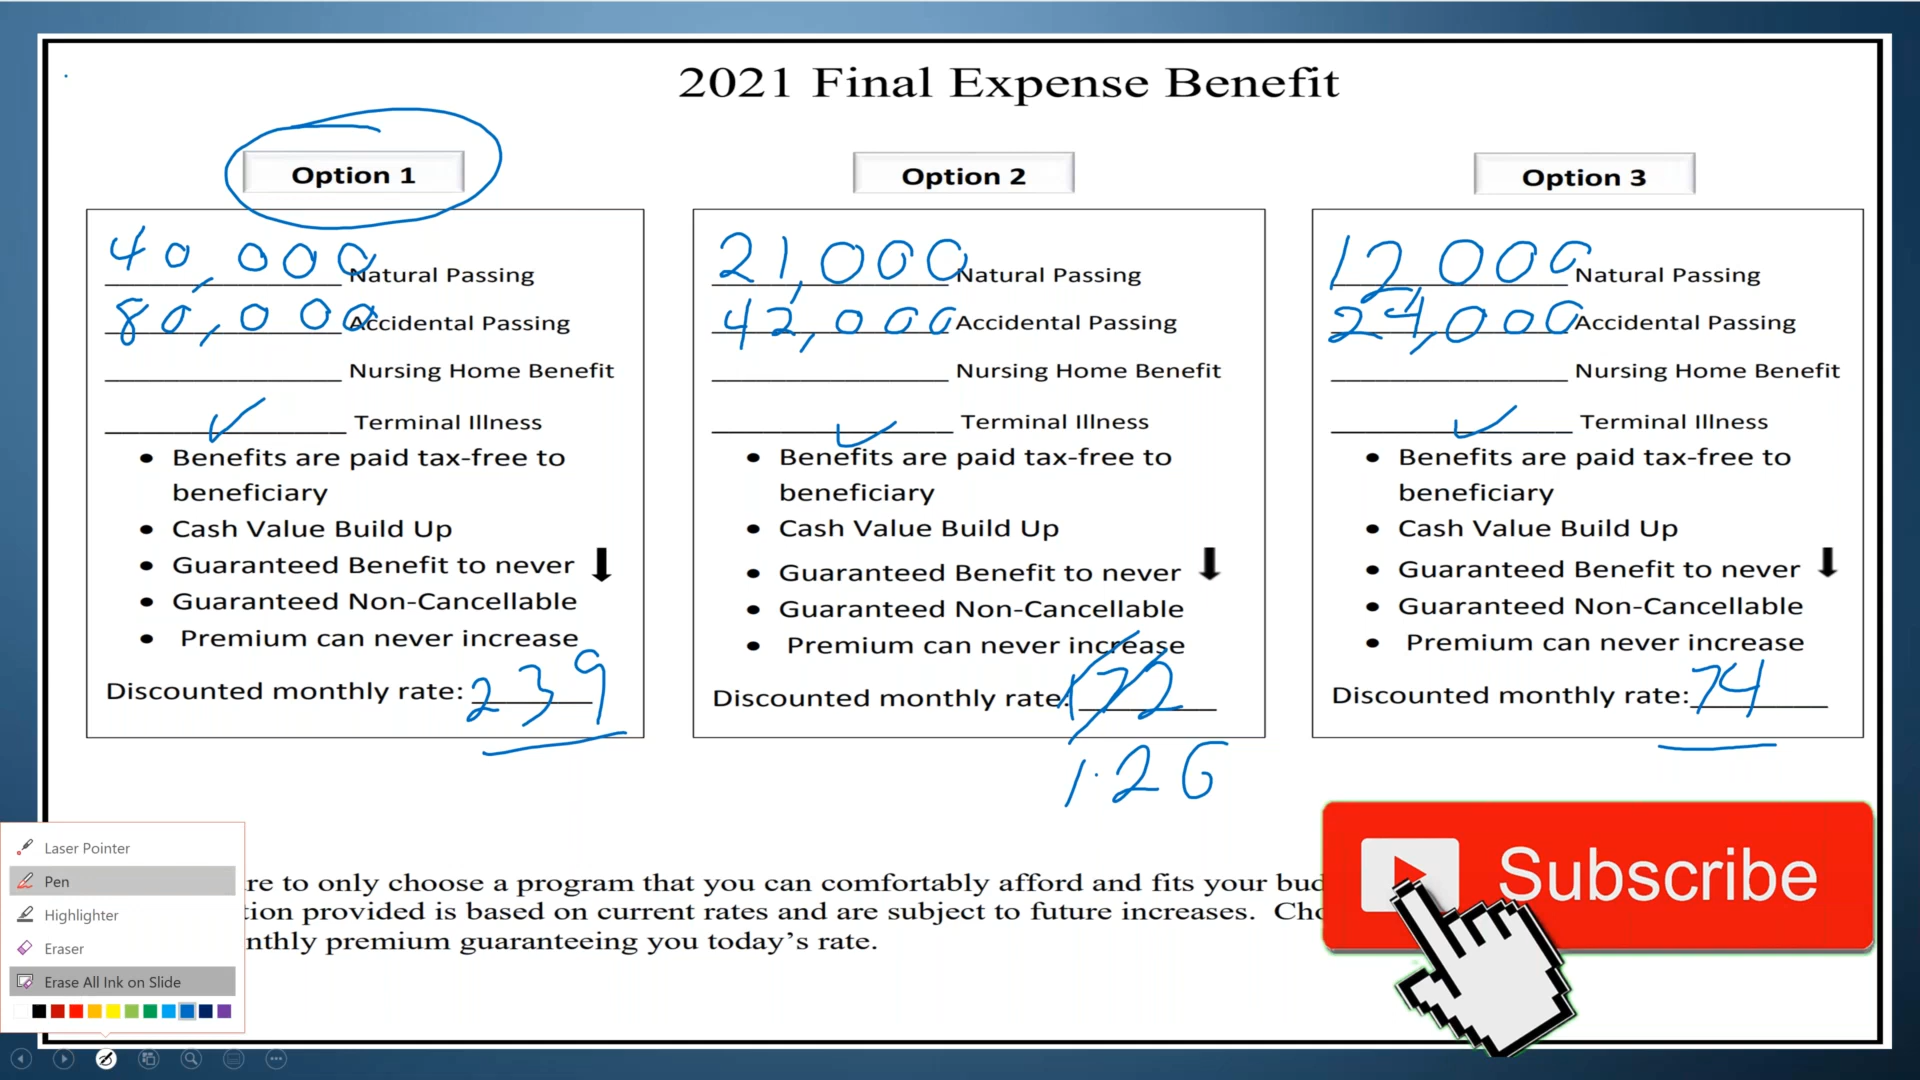 2021 Final Expense Benefit
Option 1
40,000 Natural Passing
80,000 Accidental Passing
Nursing Home Benefit
Terminal Illness
• Benefits are paid tax-free to
beneficiary
• Cash Value Build Up
• Guaranteed Benefit to never
• Guaranteed Non-Cancellable
• Premium can never increase
Discounted monthly rate: 239
Option 2
21,000 Natural Passing
42,000 Accidental Passing
Nursing Home Benefit
Terminal Illness
• Benefits are paid tax-free to
beneficiary
• Cash Value Build Up
• Guaranteed Benefit to never
• Guaranteed Non-Cancellable
• Premium can never increase
Discounted monthly rate: 172
126
Option 3
12,000 Natural Passing
24,000 Accidental Passing
Nursing Home Benefit
Terminal Illness
• Benefits are paid tax-free to
beneficiary
• Cash Value Build Up
• Guaranteed Benefit to never
• Guaranteed Non-Cancellable
• Premium can never increase
Discounted monthly rate: 74
to only choose a program that you can comfortably afford and fits your
provided is based on current rates and are subject to future increases.
premium guaranteeing you today's rate.
Laser Pointer
Pen
Highlighter
Eraser
Erase All Ink on Slide
Subscribe